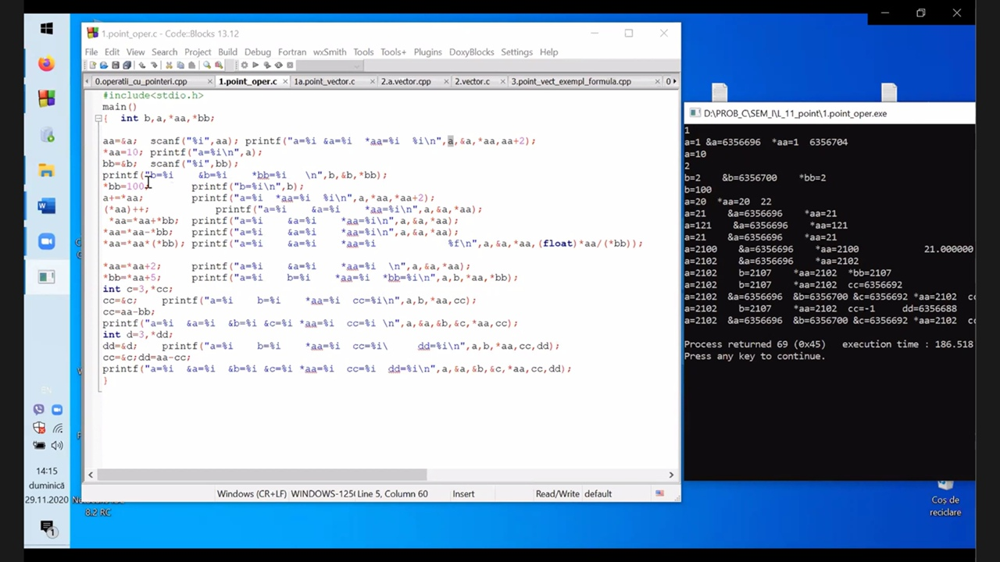 1.point_oper.c - Code::Blocks 13.12
File Edit View Search Project Build Debug Fortran wxSmith Tools Tools+ Plugins DoxyBlocks Settings Help
0.operatii_cu_pointeri.cpp 1.point_oper.c 1a.point_vector.c 2.a.vector.cpp 2.vector.c 3.point_vect_exempl_formula.cpp 0
#include<stdio.h>
main()
{ int b,a,*aa,*bb;
aa=&a; scanf("%i",aa); printf("a=%i &a=%i *aa=%i %i\n",a,&a,*aa,aa+2);
*aa=10; printf("a=%i\n",a);
bb=&b; scanf("%i",bb);
printf("b=%i &b=%i *bb=%i \n",b,&b,*bb);
*bb=100; printf("b=%i\n",b);
a+=*aa; printf("a=%i *aa=%i %i\n",a,*aa,*aa+2);
(*aa)++; printf("a=%i &a=%i *aa=%i\n",a,&a,*aa);
*aa=*aa+*bb; printf("a=%i &a=%i *aa=%i\n",a,&a,*aa);
*aa=*aa-*bb; printf("a=%i &a=%i *aa=%i\n",a,&a,*aa);
*aa=*aa*(*bb); printf("a=%i &a=%i *aa=%i %f\n",a,&a,*aa,(float)*aa/(*bb));
*aa=*aa+2; printf("a=%i &a=%i *aa=%i \n",a,&a,*aa);
*bb=*aa+5; printf("a=%i b=%i *aa=%i *bb=%i\n",a,b,*aa,*bb);
int c=3,*cc;
cc=&c; printf("a=%i b=%i *aa=%i cc=%i\n",a,b,*aa,cc);
cc=aa-bb;
printf("a=%i &a=%i &b=%i &c=%i *aa=%i cc=%i \n",a,&a,&b,&c,*aa,cc);
int d=3,*dd;
dd=&d; printf("a=%i b=%i *aa=%i cc=%i\ dd=%i\n",a,b,*aa,cc,dd);
cc=&c;dd=aa-cc;
printf("a=%i &a=%i &b=%i &c=%i *aa=%i cc=%i dd=%i\n",a,&a,&b,&c,*aa,cc,dd);
}
Windows (CR+LF) WINDOWS-125 Line 5, Column 60 Insert Read/Write default
D:\PROB_C\SEM_I\L_11_point\1.point_oper.exe
1
a=1 &a=6356696 *aa=1 6356704
a=10
2
b=2 &b=6356700 *bb=2
b=100
a=20 *aa=20 22
a=21 &a=6356696 *aa=21
a=121 &a=6356696 *aa=121
a=21 &a=6356696 *aa=21
a=2100 &a=6356696 *aa=2100 21.000000
a=2102 &a=6356696 *aa=2102
a=2102 b=2107 *aa=2102 *bb=2107
a=2102 b=2107 *aa=2102 cc=6356692
a=2102 &a=6356696 &b=6356700 &c=6356692 *aa=2102 cc
a=2102 b=2107 *aa=2102 cc=-1 dd=6356688
a=2102 &a=6356696 &b=6356700 &c=6356692 *aa=2102 cc
Process returned 69 (0x45) execution time : 186.518
Press any key to continue.
EN
14:15
duminică
29.11.2020
1
8.2 RC
Coș de
reciclare